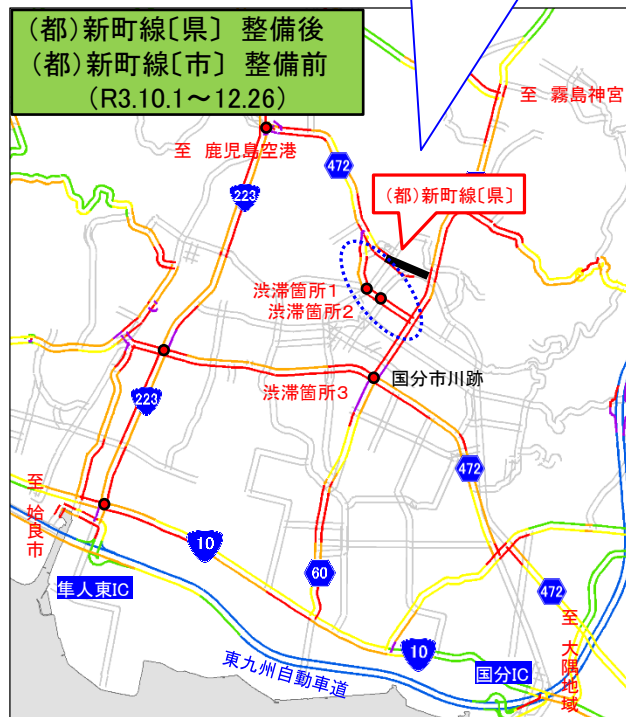 (都)新町線〔県〕 整備後
(都)新町線〔市〕 整備前
(R3.10.1～12.26)
至 霧島神宮
至 鹿児島空港
472
223
(都)新町線〔県〕
渋滞箇所1
渋滞箇所2
国分市川跡
渋滞箇所3
223
472
至 姶良市
10
60
隼人東IC
472
至 大隅地域
10
東九州自動車道
国分IC